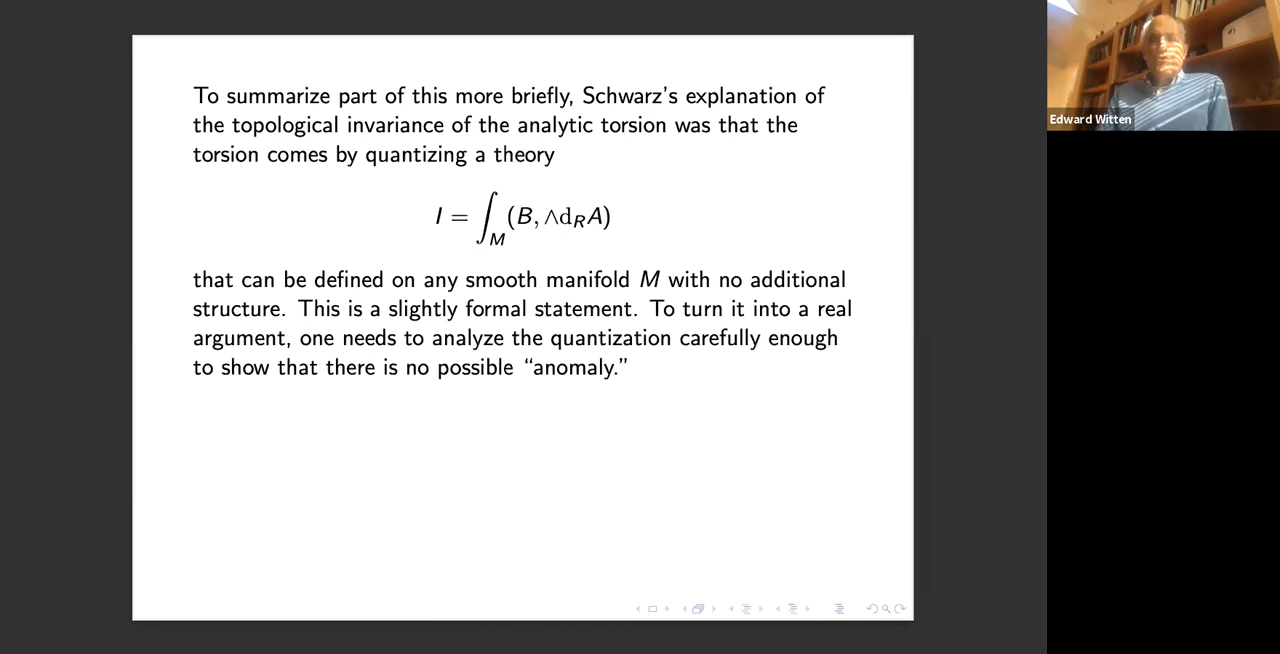 To summarize part of this more briefly, Schwarz's explanation of
the topological invariance of the analytic torsion was that the
torsion comes by quantizing a theory
I = ∫_M (B, ∧d_R A)
that can be defined on any smooth manifold M with no additional
structure. This is a slightly formal statement. To turn it into a real
argument, one needs to analyze the quantization carefully enough
to show that there is no possible “anomaly.”
Edward Witten